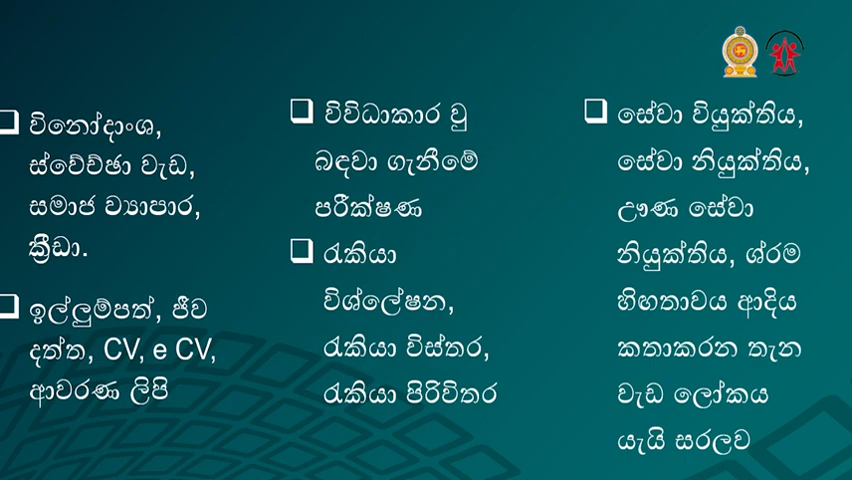 විනෝදාංශ,
ස්වේච්ඡා වැඩ,
සමාජ ව්‍යාපාර,
ක්‍රීඩා.
ඉල්ලුම්පත්, ජීව
දත්ත, CV, e CV,
ආවරණ ලිපි
විවිධාකාර වු
බඳවා ගැනීමේ
පරීක්ෂණ
රැකියා
විශ්ලේෂන,
රැකියා විස්තර,
රැකියා පිරිවිතර
සේවා වියුක්තිය,
සේවා නියුක්තිය,
ඌණ සේවා
නියුක්තිය, ශ්රම
හිඟතාවය ආදිය
කතාකරන තැන
වැඩ ලෝකය
යැයි සරලව